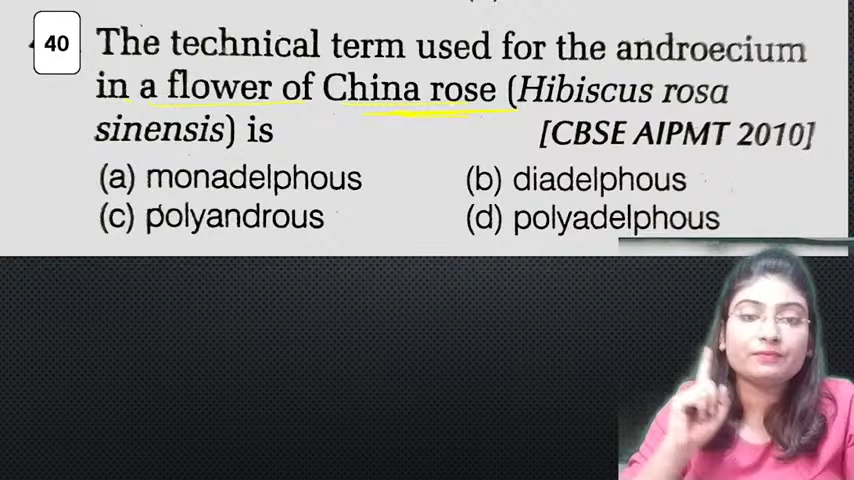 40 The technical term used for the androecium
in a flower of China rose (Hibiscus rosa
sinensis) is [CBSE AIPMT 2010]
(a) monadelphous (b) diadelphous
(c) polyandrous (d) polyadelphous